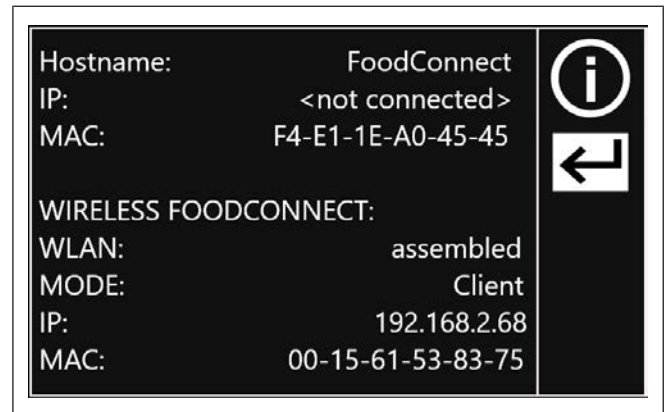 Hostname: FoodConnect
IP: <not connected>
MAC: F4-E1-1E-A0-45-45
WIRELESS FOODCONNECT:
WLAN: assembled
MODE: Client
IP: 192.168.2.68
MAC: 00-15-61-53-83-75